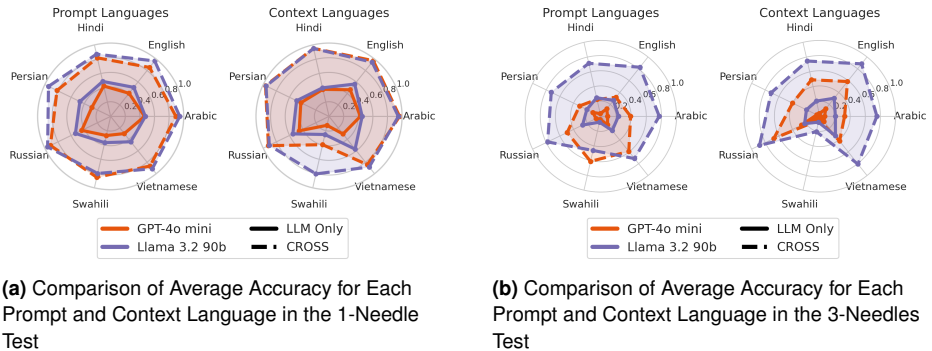 Prompt Languages
Context Languages
Hindi
English
Arabic
Vietnamese
Swahili
Russian
Persian
0.2
0.4
0.6
0.8
1.0
Hindi
English
Arabic
Vietnamese
Swahili
Russian
Persian
0.2
0.4
0.6
0.8
1.0
GPT-4o mini
LLM Only
Llama 3.2 90b
CROSS
(a) Comparison of Average Accuracy for Each
Prompt and Context Language in the 1-Needle
Test
Prompt Languages
Context Languages
Hindi
English
Arabic
Vietnamese
Swahili
Russian
Persian
0.2
0.4
0.6
0.8
1.0
Hindi
English
Arabic
Vietnamese
Swahili
Russian
Persian
0.2
0.4
0.6
0.8
1.0
GPT-4o mini
LLM Only
Llama 3.2 90b
CROSS
(b) Comparison of Average Accuracy for Each
Prompt and Context Language in the 3-Needles
Test